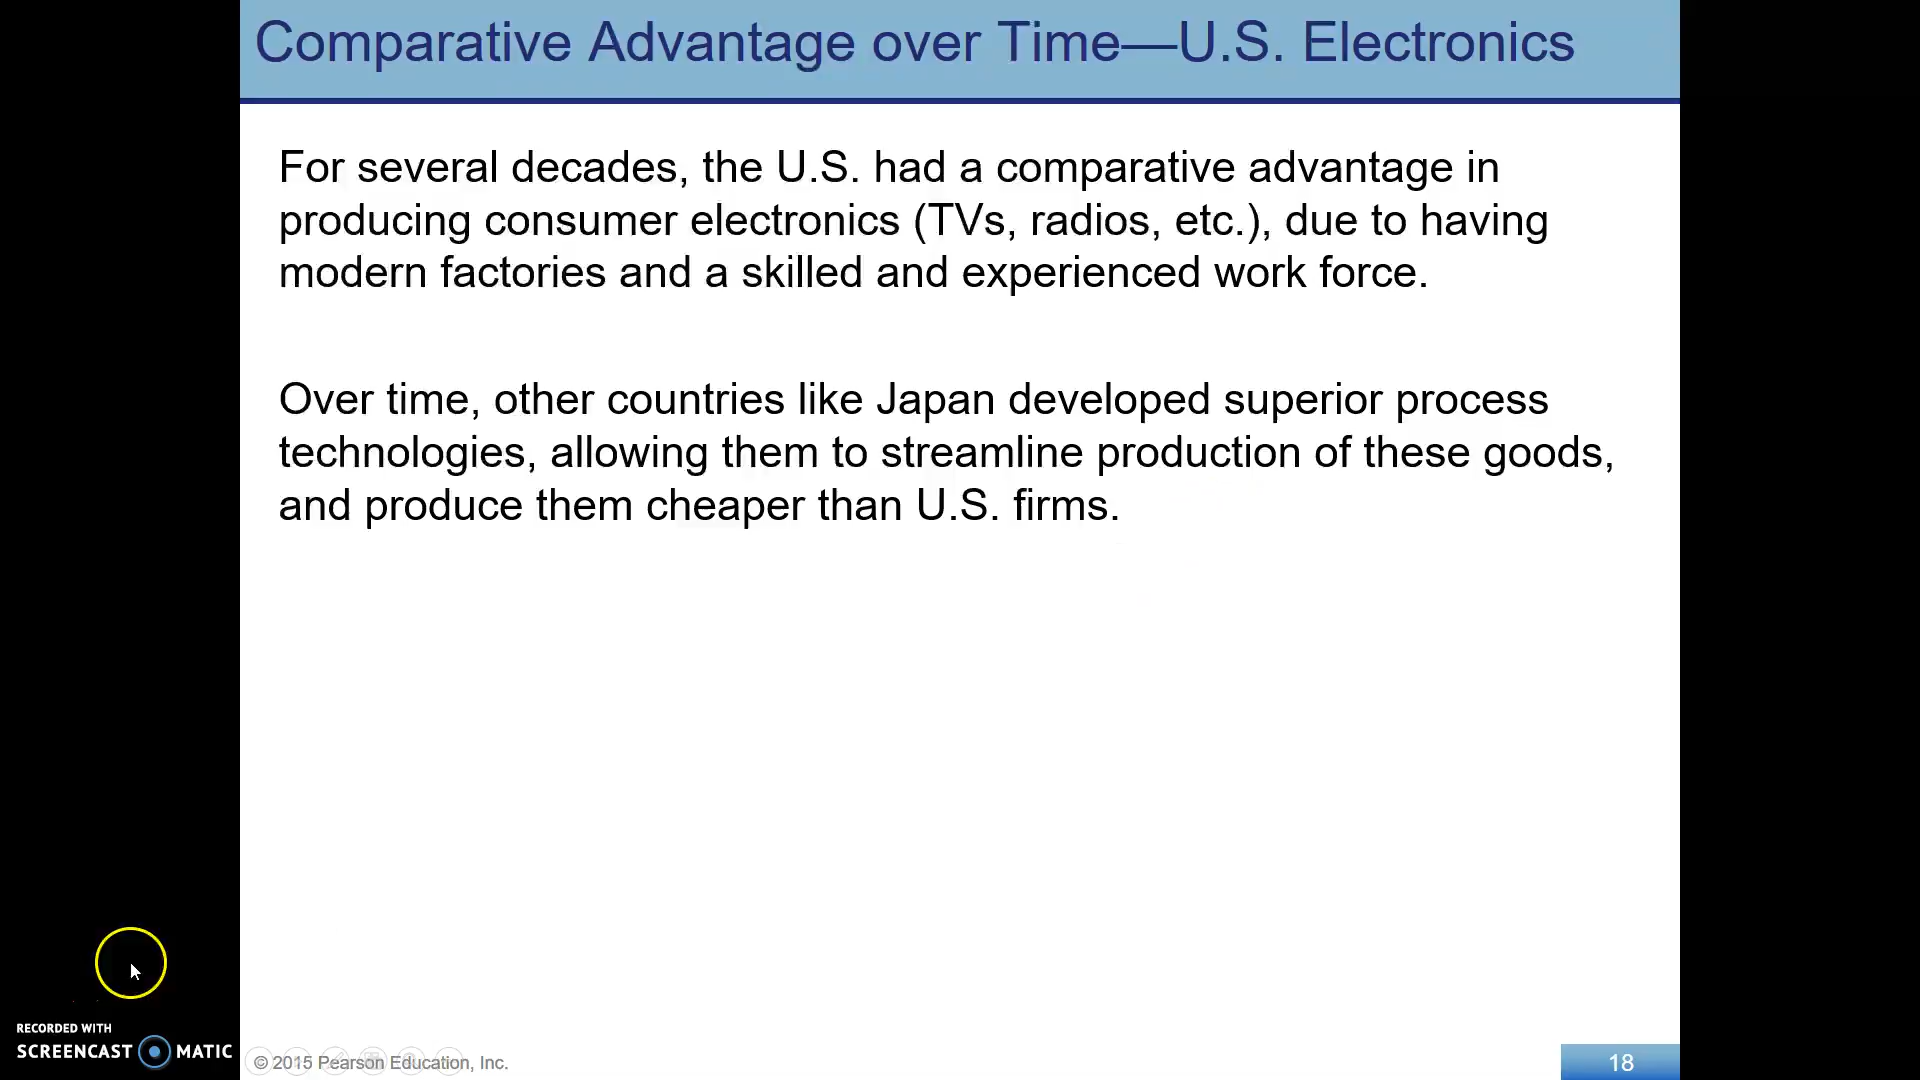 Comparative Advantage over Time—U.S. Electronics
For several decades, the U.S. had a comparative advantage in
producing consumer electronics (TVs, radios, etc.), due to having
modern factories and a skilled and experienced work force.
Over time, other countries like Japan developed superior process
technologies, allowing them to streamline production of these goods,
and produce them cheaper than U.S. firms.
RECORDED WITH
SCREENCAST MATIC
© 2015 Pearson Education, Inc.
18